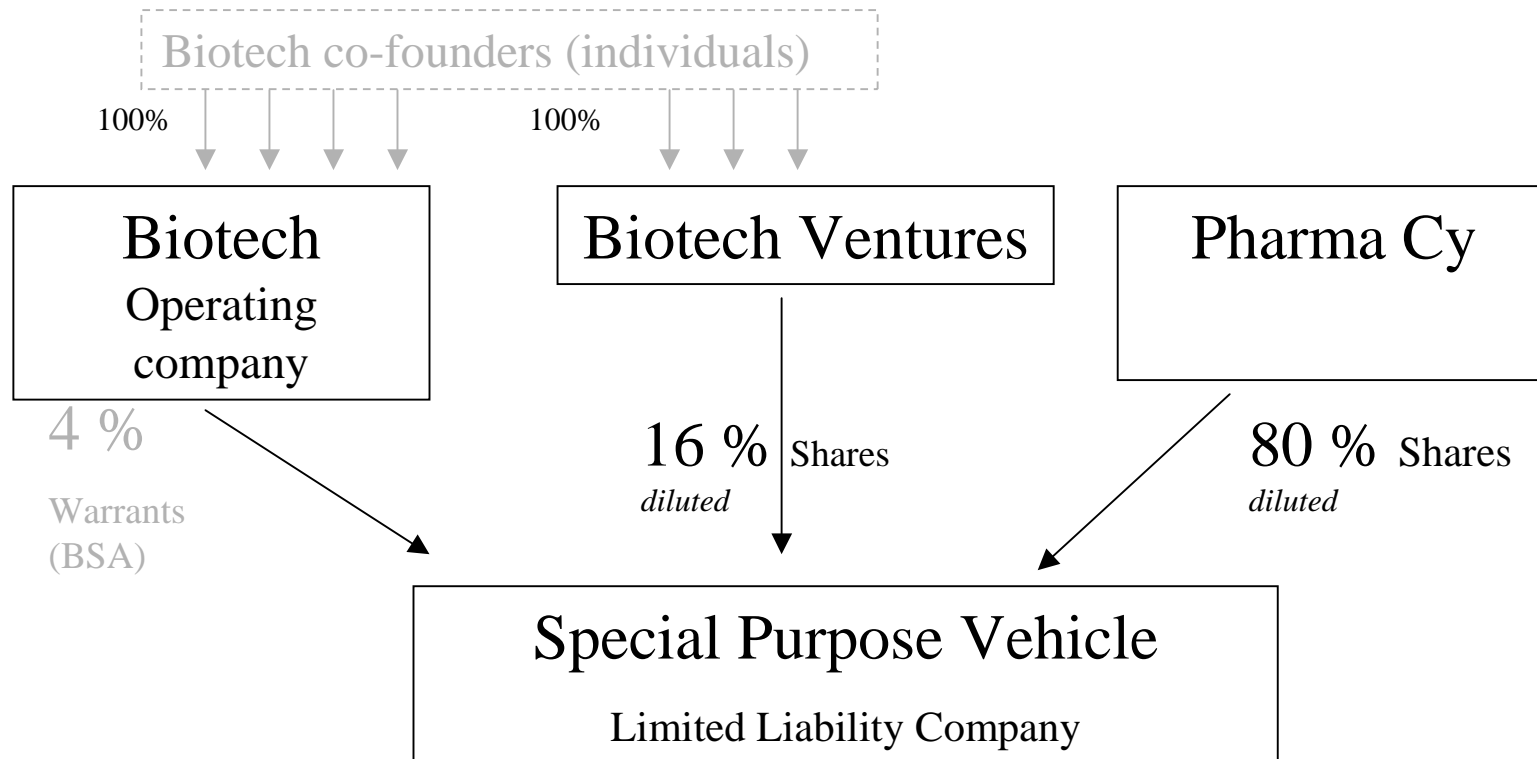 Biotech co-founders (individuals)
100%
100%
Biotech
Operating
company
Biotech Ventures
Pharma Cy
4 %
Warrants
(BSA)
16 % Shares
diluted
80 % Shares
diluted
Special Purpose Vehicle
Limited Liability Company